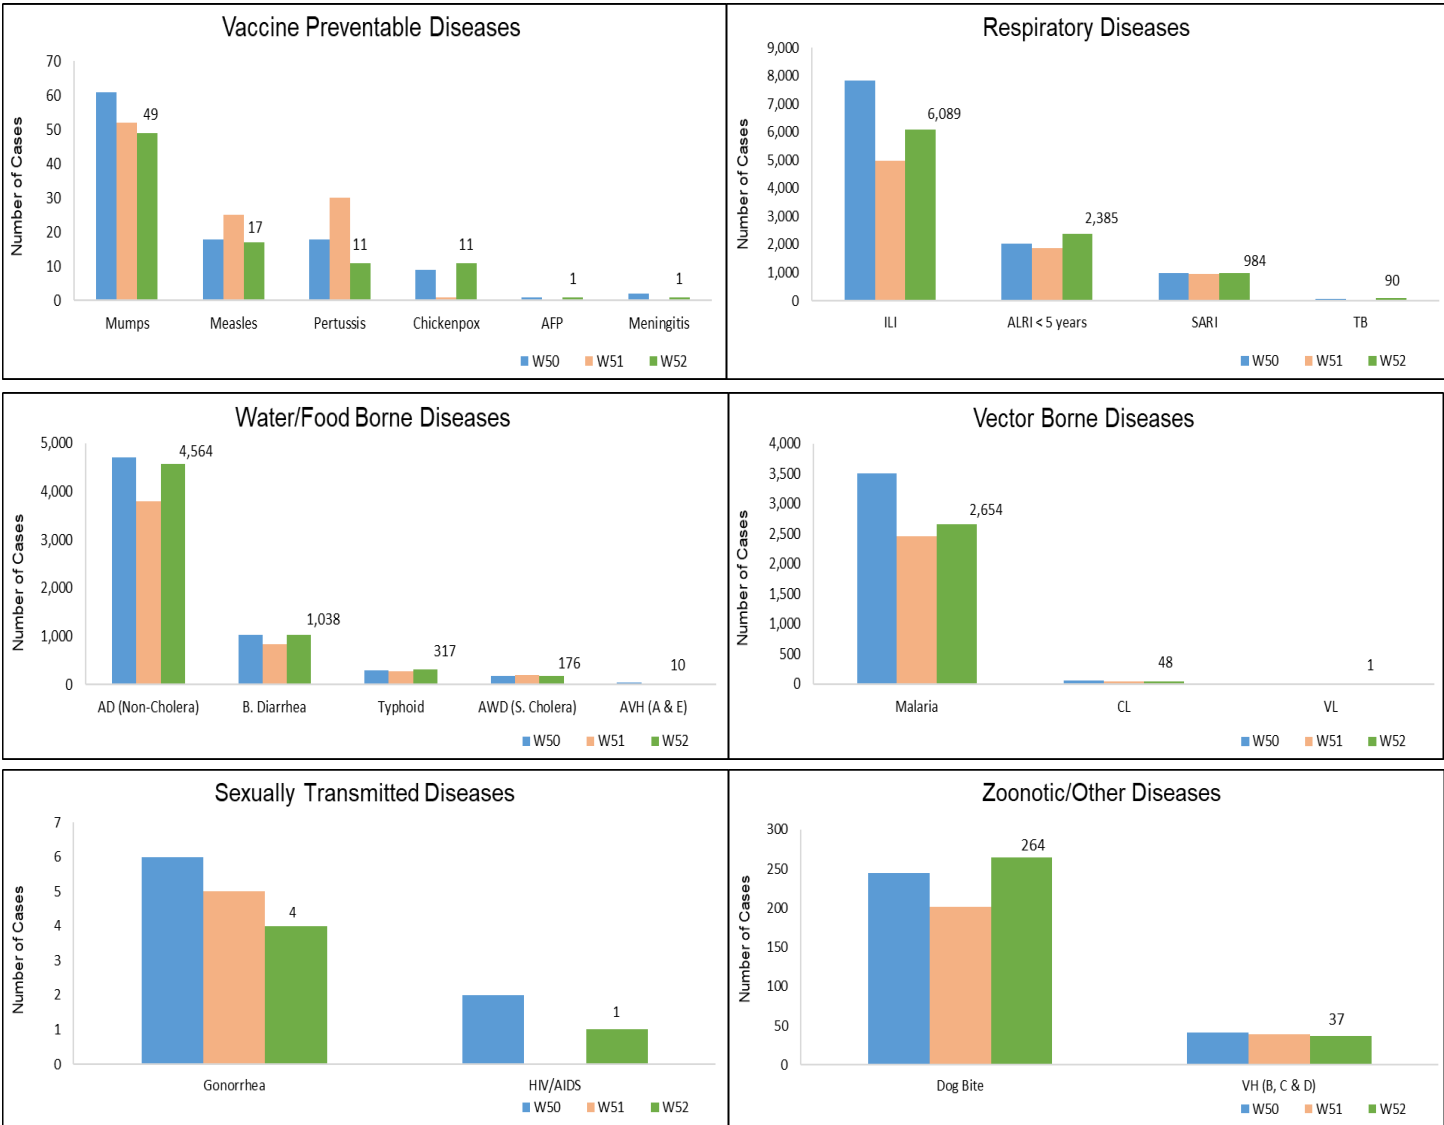 Vaccine Preventable Diseases
Number of Cases
70
60
50
40
30
20
10
0
49
17
11
11
1
1
Mumps Measles Pertussis Chickenpox AFP Meningitis
W50 W51 W52
Respiratory Diseases
Number of Cases
9,000
8,000
7,000
6,000
5,000
4,000
3,000
2,000
1,000
0
6,089
2,385
984
90
ILI ALRI < 5 years SARI TB
W50 W51 W52
Water/Food Borne Diseases
Number of Cases
5,000
4,000
3,000
2,000
1,000
0
4,564
1,038
317
176
10
AD (Non-Cholera) B. Diarrhea Typhoid AWD (S. Cholera) AVH (A & E)
W50 W51 W52
Vector Borne Diseases
Number of Cases
4,000
3,500
3,000
2,500
2,000
1,500
1,000
500
0
2,654
48
1
Malaria CL VL
W50 W51 W52
Sexually Transmitted Diseases
Number of Cases
7
6
5
4
3
2
1
0
4
1
Gonorrhea HIV/AIDS
W50 W51 W52
Zoonotic/Other Diseases
Number of Cases
300
250
200
150
100
50
0
264
37
Dog Bite VH (B, C & D)
W50 W51 W52